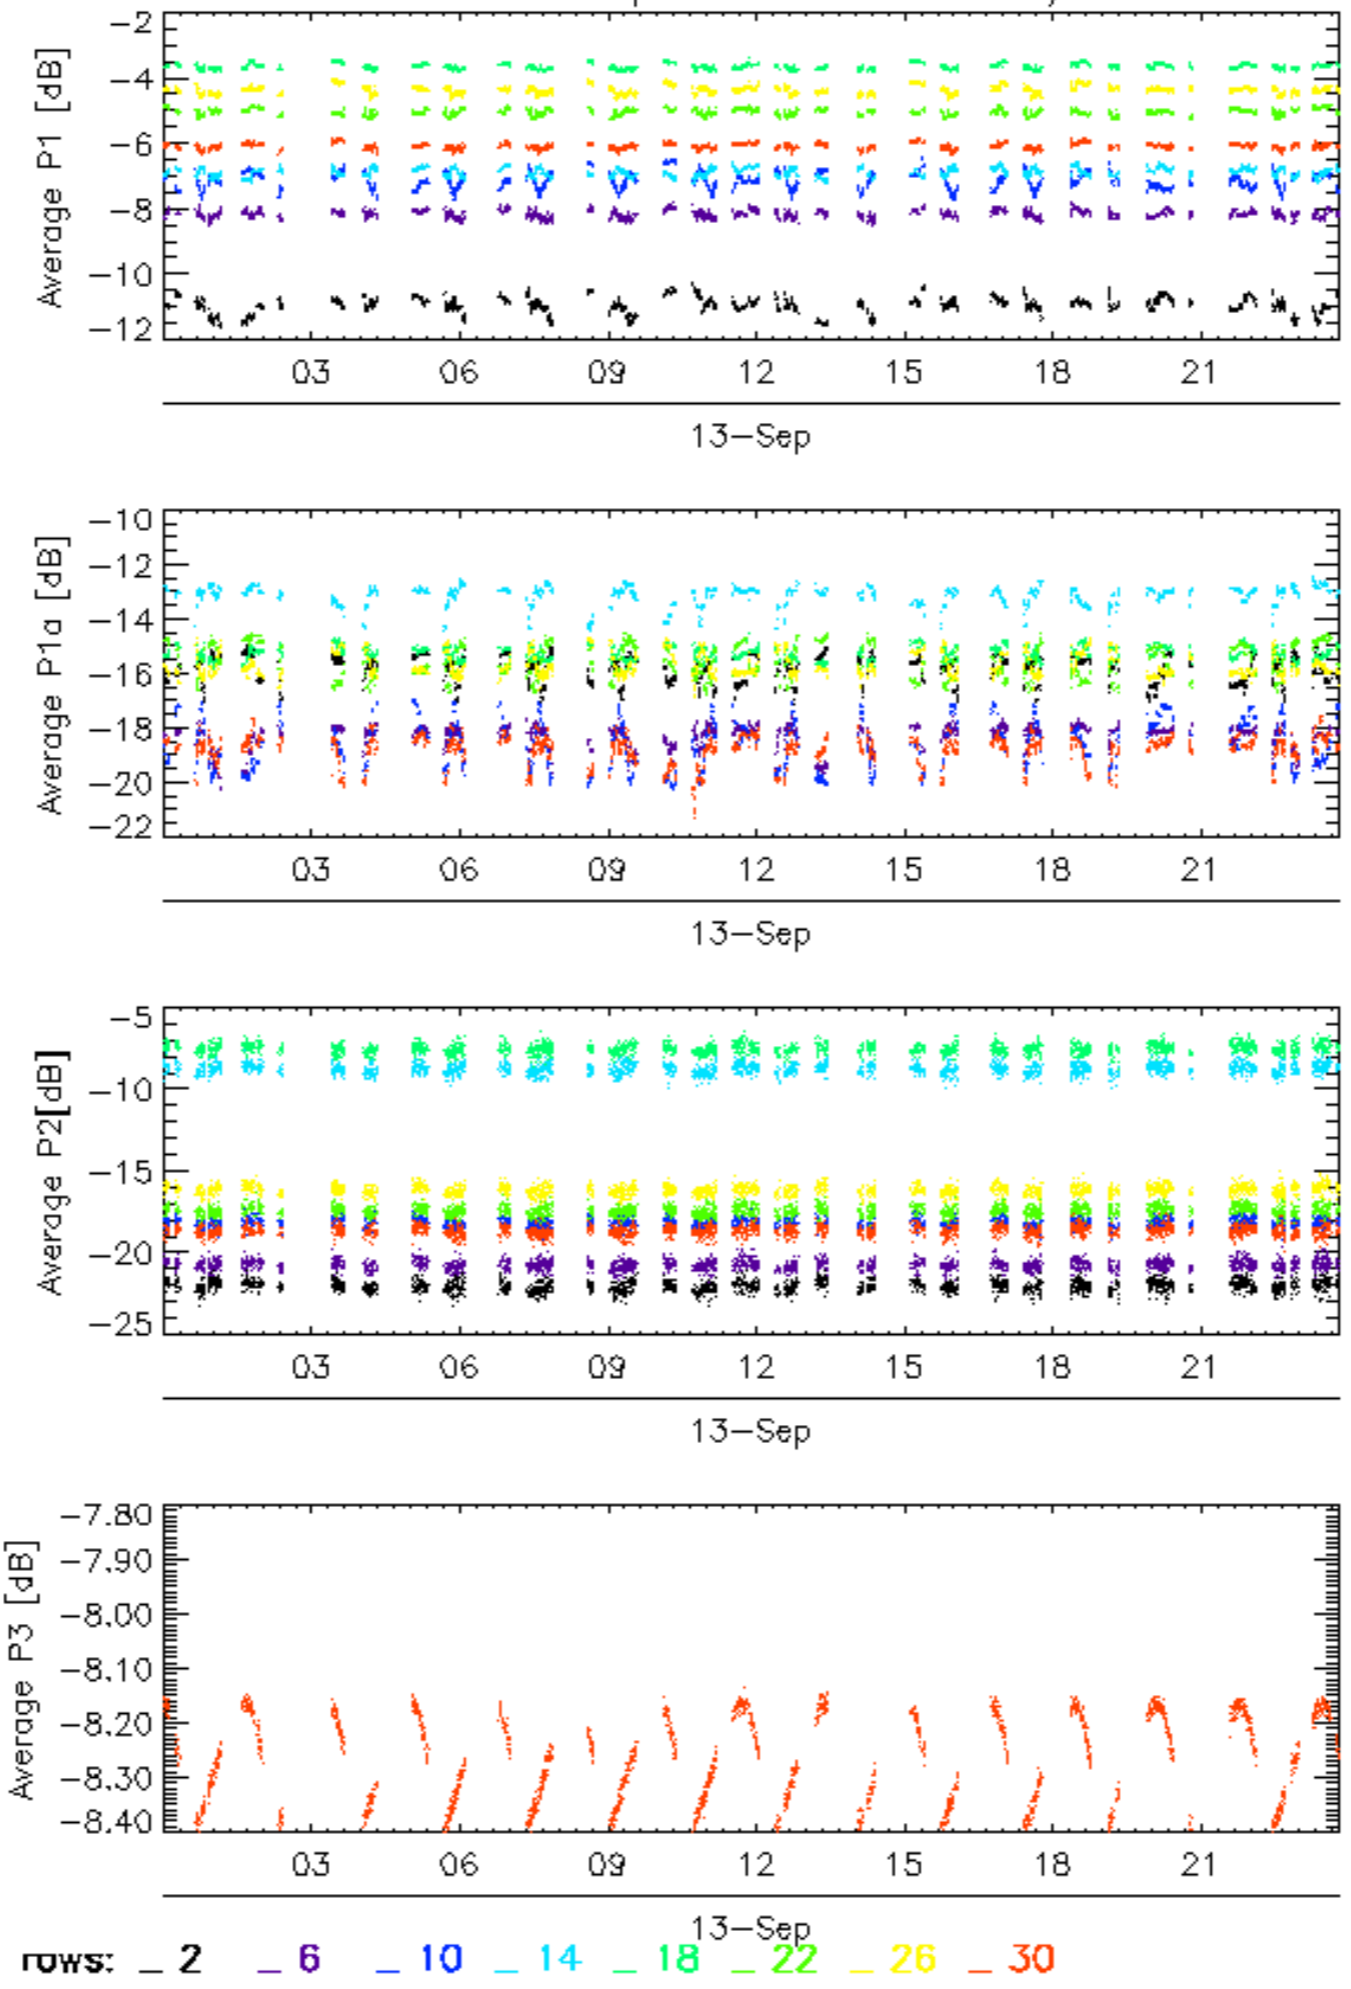 Average P1 [dB]
-2
-4
-6
-8
-10
-12
03 06 09 12 15 18 21
13-Sep
Average P1a [dB]
-10
-12
-14
-16
-18
-20
-22
03 06 09 12 15 18 21
13-Sep
Average P2[dB]
-5
-10
-15
-20
-25
03 06 09 12 15 18 21
13-Sep
Average P3 [dB]
-7.80
-7.90
-8.00
-8.10
-8.20
-8.30
-8.40
03 06 09 12 15 18 21
13-Sep
rows: _ 2 _ 6 _ 10 _ 14 _ 18 _ 22 _ 26 _ 30